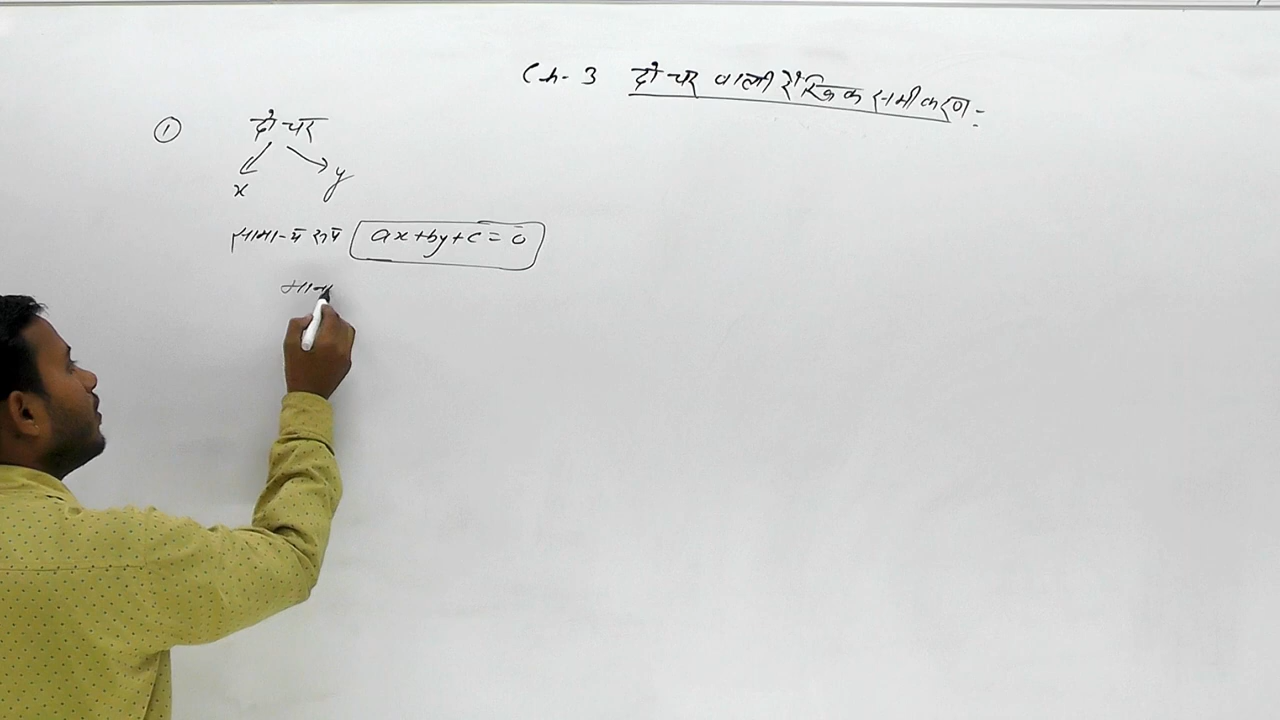 Ch-3 दो चर वाली रैखिक समीकरण:
① दो चर
x y
सामान्य रूप ax+by+c=0
माना